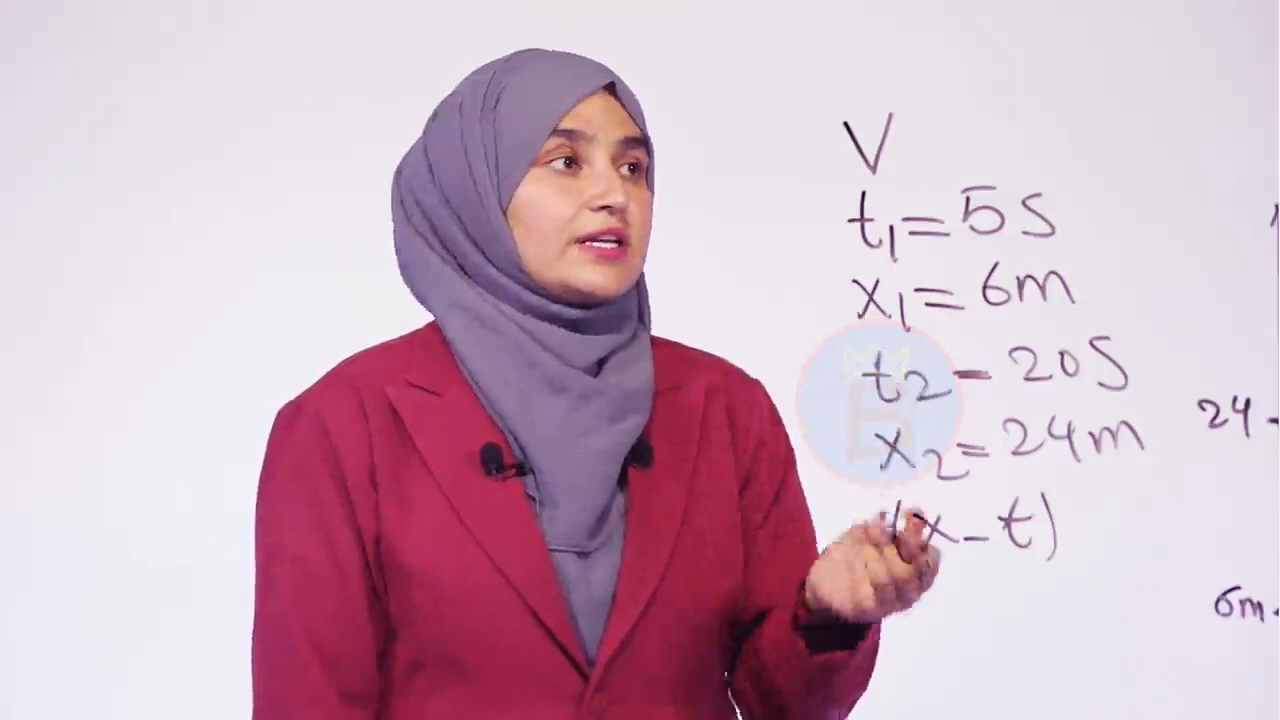 V
t₁=5S
x₁=6m
t₂-20S
x₂=24m
(x-t)
24-
6m-